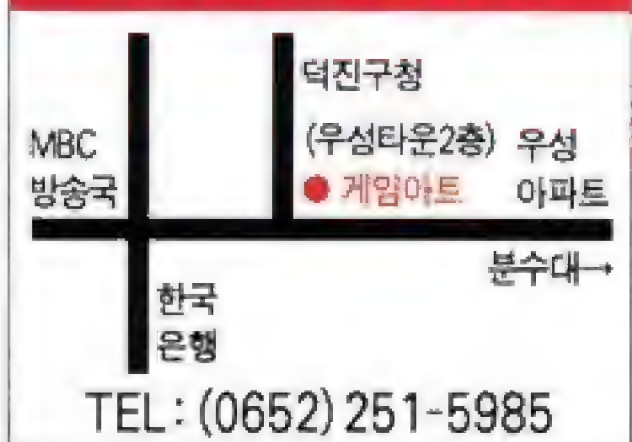 덕진구청
MBC
방송국
(우성타운2층)
● 게임아트
우성
아파트
분수대→
한국
은행
TEL: (0652) 251-5985